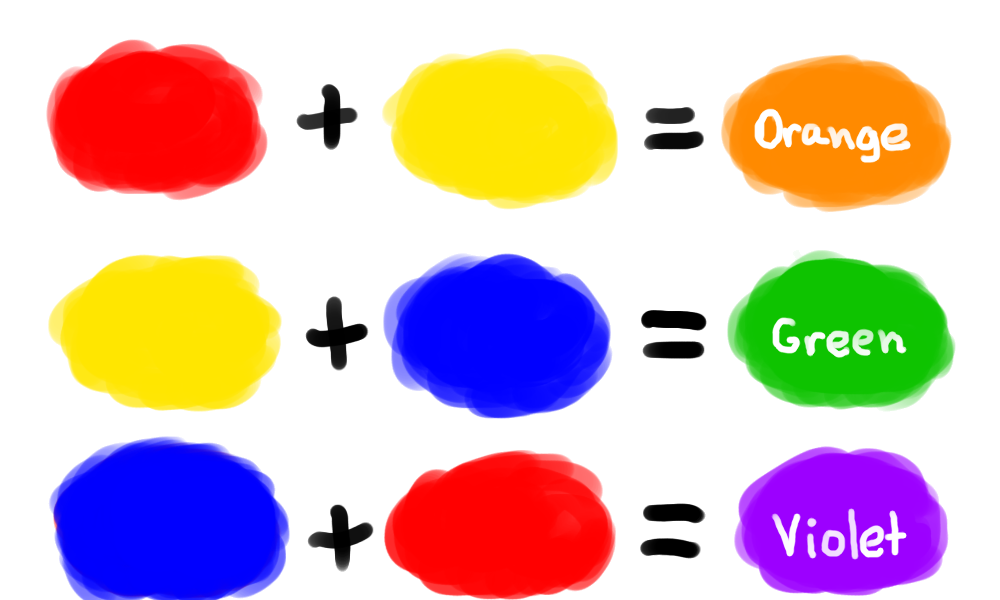 + = Orange
+ = Green
+ = Violet